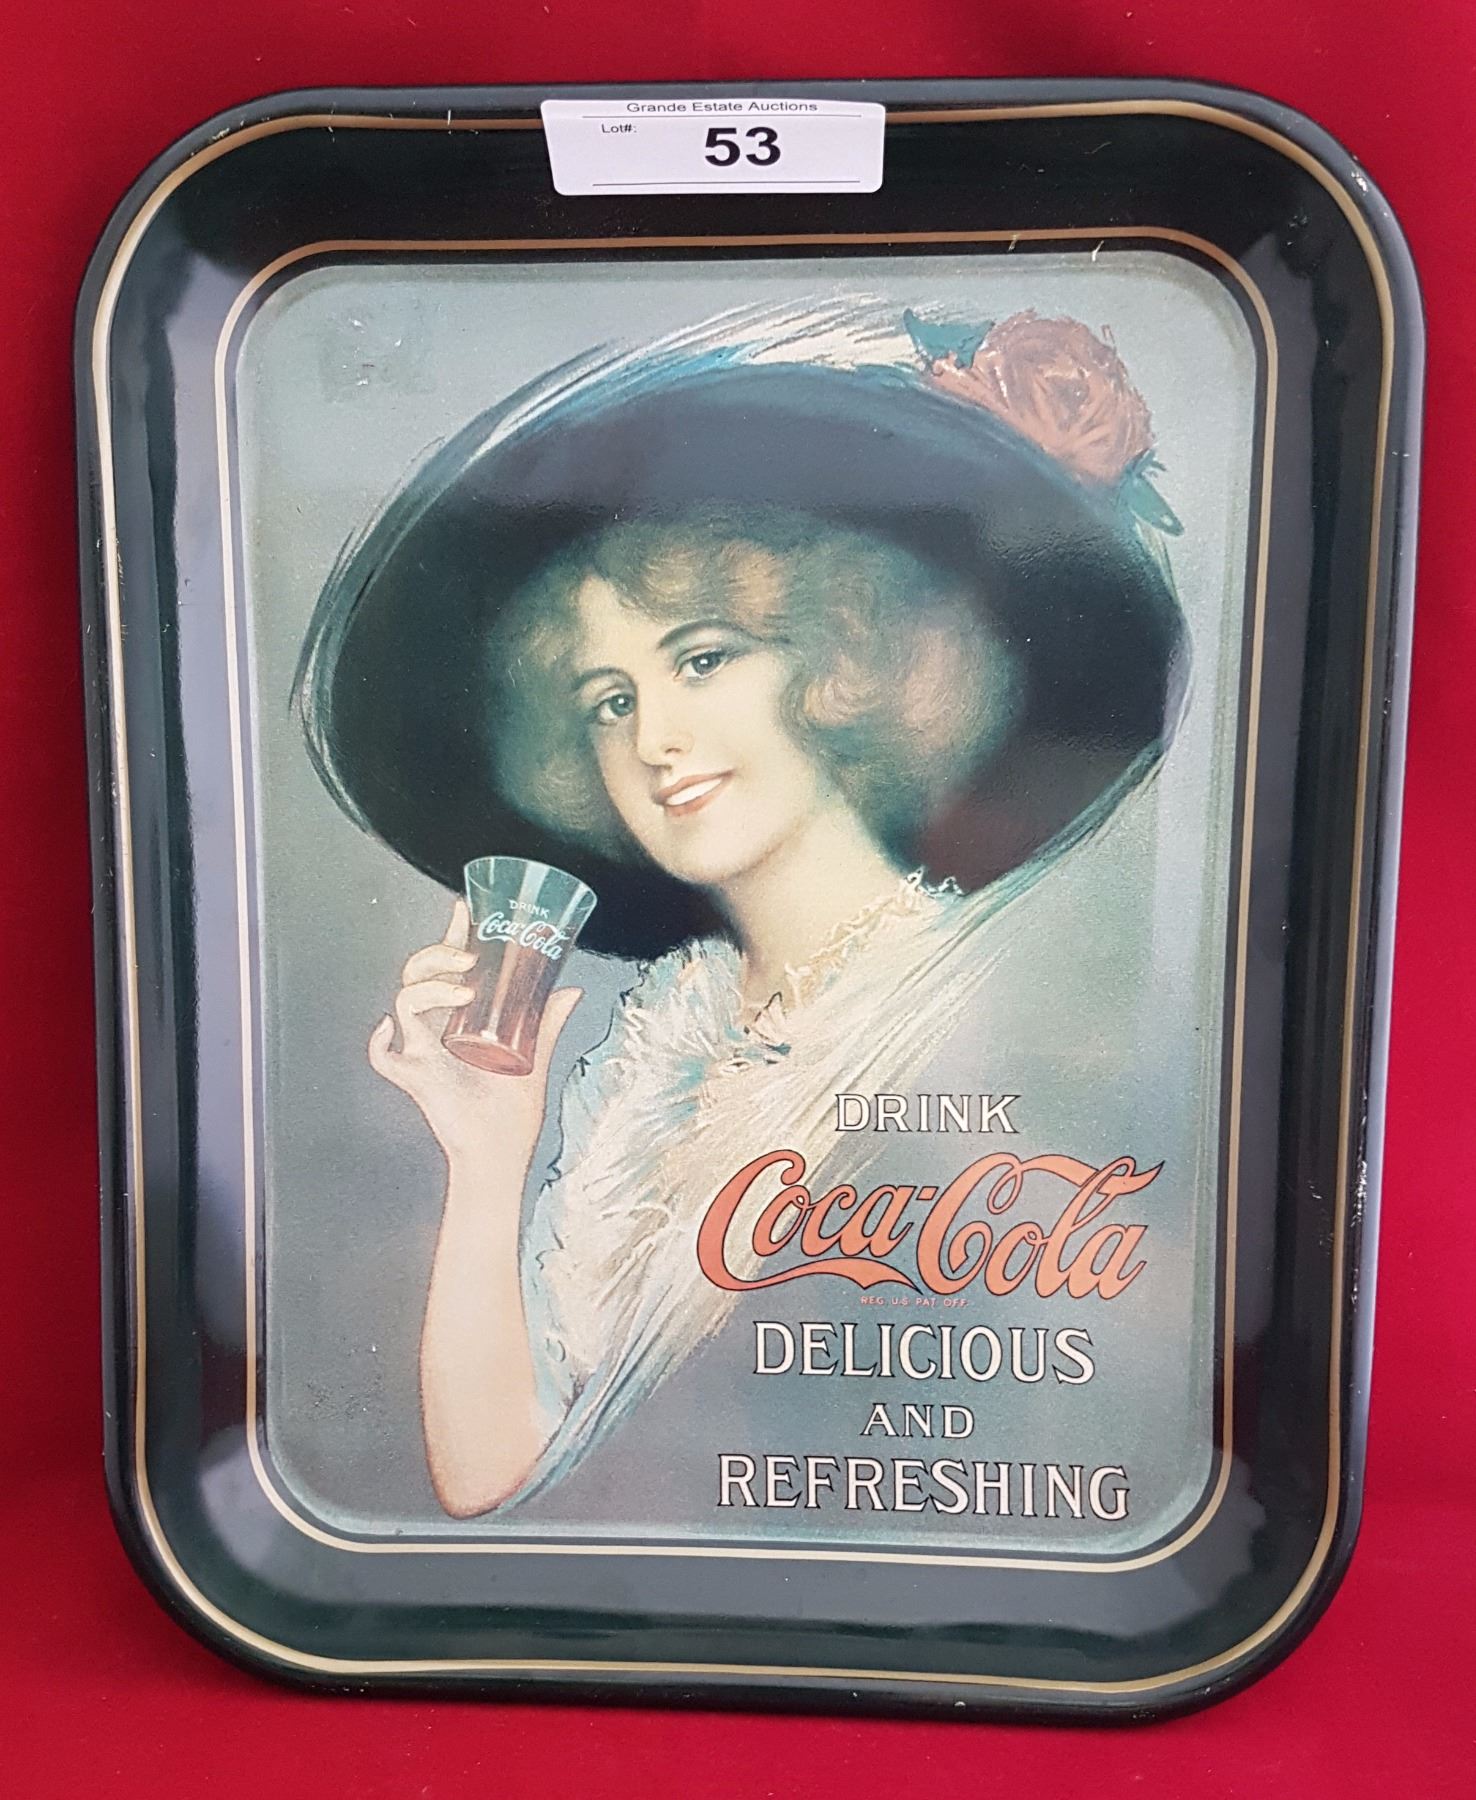 Grande Estate Auctions
Lot#: 53
DRINK
Coca-Cola
DRINK
Coca-Cola
REG. U.S. PAT. OFF.
DELICIOUS
AND
REFRESHING